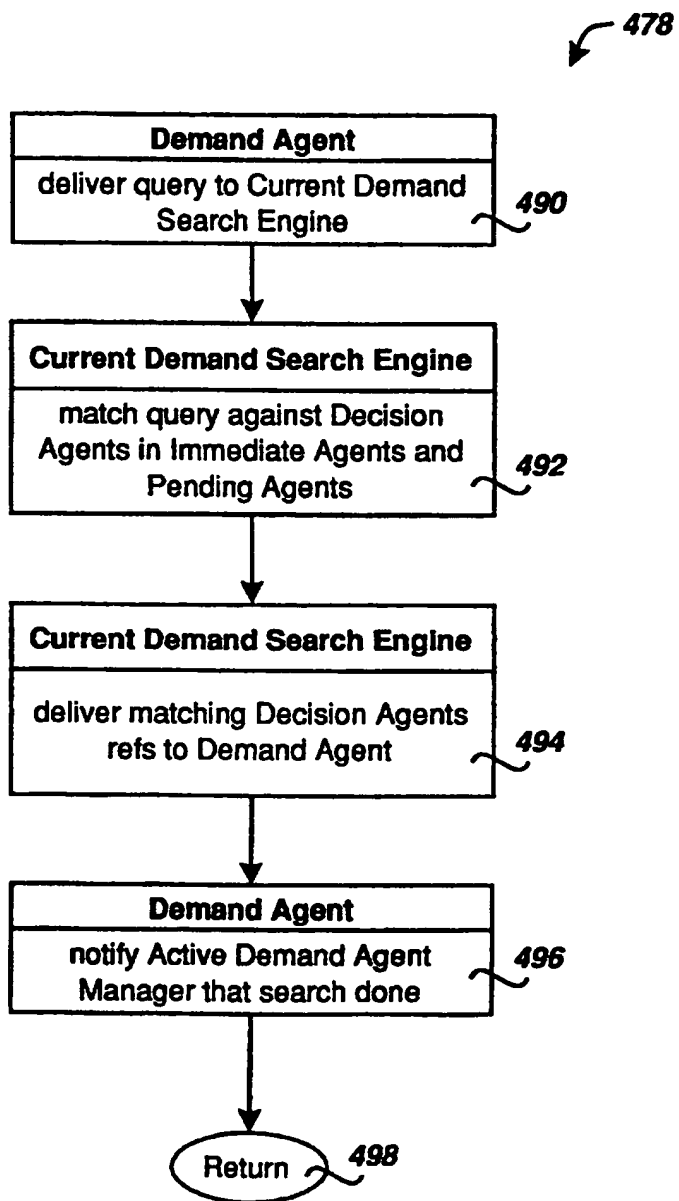 478
Demand Agent
deliver query to Current Demand
Search Engine
490
Current Demand Search Engine
match query against Decision
Agents in Immediate Agents and
Pending Agents
492
Current Demand Search Engine
deliver matching Decision Agents
refs to Demand Agent
494
Demand Agent
notify Active Demand Agent
Manager that search done
496
Return
498